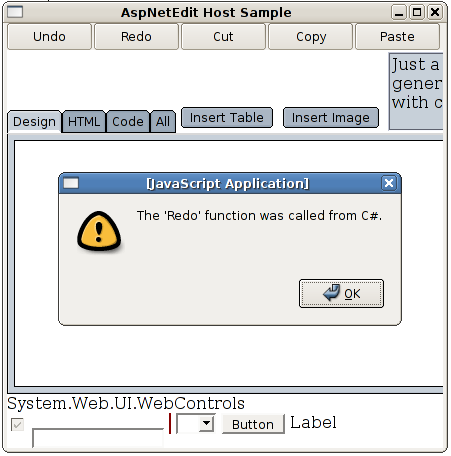 AspNetEdit Host Sample
Undo Redo Cut Copy Paste
Just a
gener
with c
Design HTML Code All Insert Table Insert Image
[JavaScript Application]
The 'Redo' function was called from C#.
OK
System.Web.UI.WebControls
Button Label